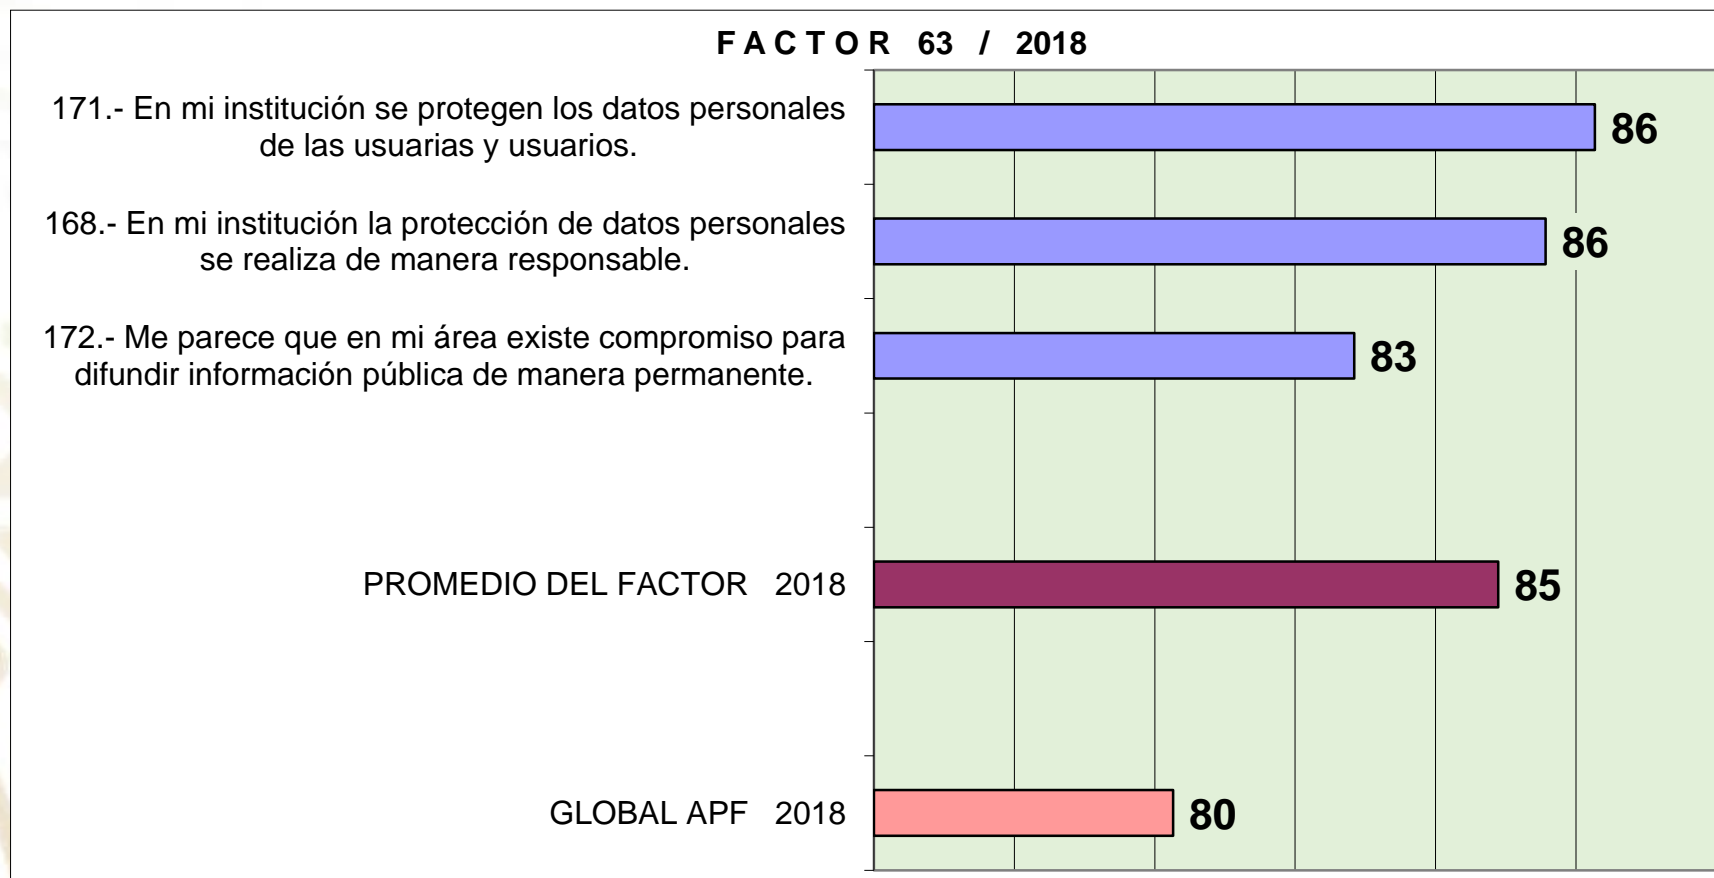 FACTOR 63 / 2018
171.- En mi institución se protegen los datos personales
de las usuarias y usuarios.
86
168.- En mi institución la protección de datos personales
se realiza de manera responsable.
86
172.- Me parece que en mi área existe compromiso para
difundir información pública de manera permanente.
83
PROMEDIO DEL FACTOR 2018
85
GLOBAL APF 2018
80